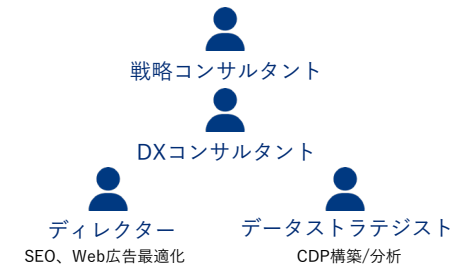 戦略コンサルタント
DXコンサルタント
ディレクター
SEO、Web広告最適化
データストラテジスト
CDP構築/分析